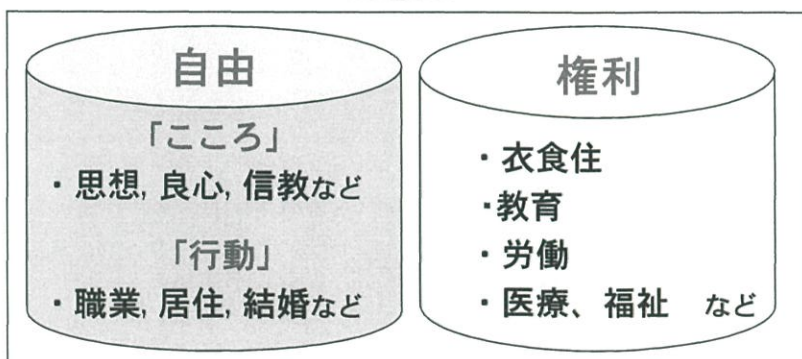 自由
「こころ」
・思想, 良心, 信教など
「行動」
・職業, 居住, 結婚など
権利
・衣食住
・教育
・労働
・医療、福祉　など